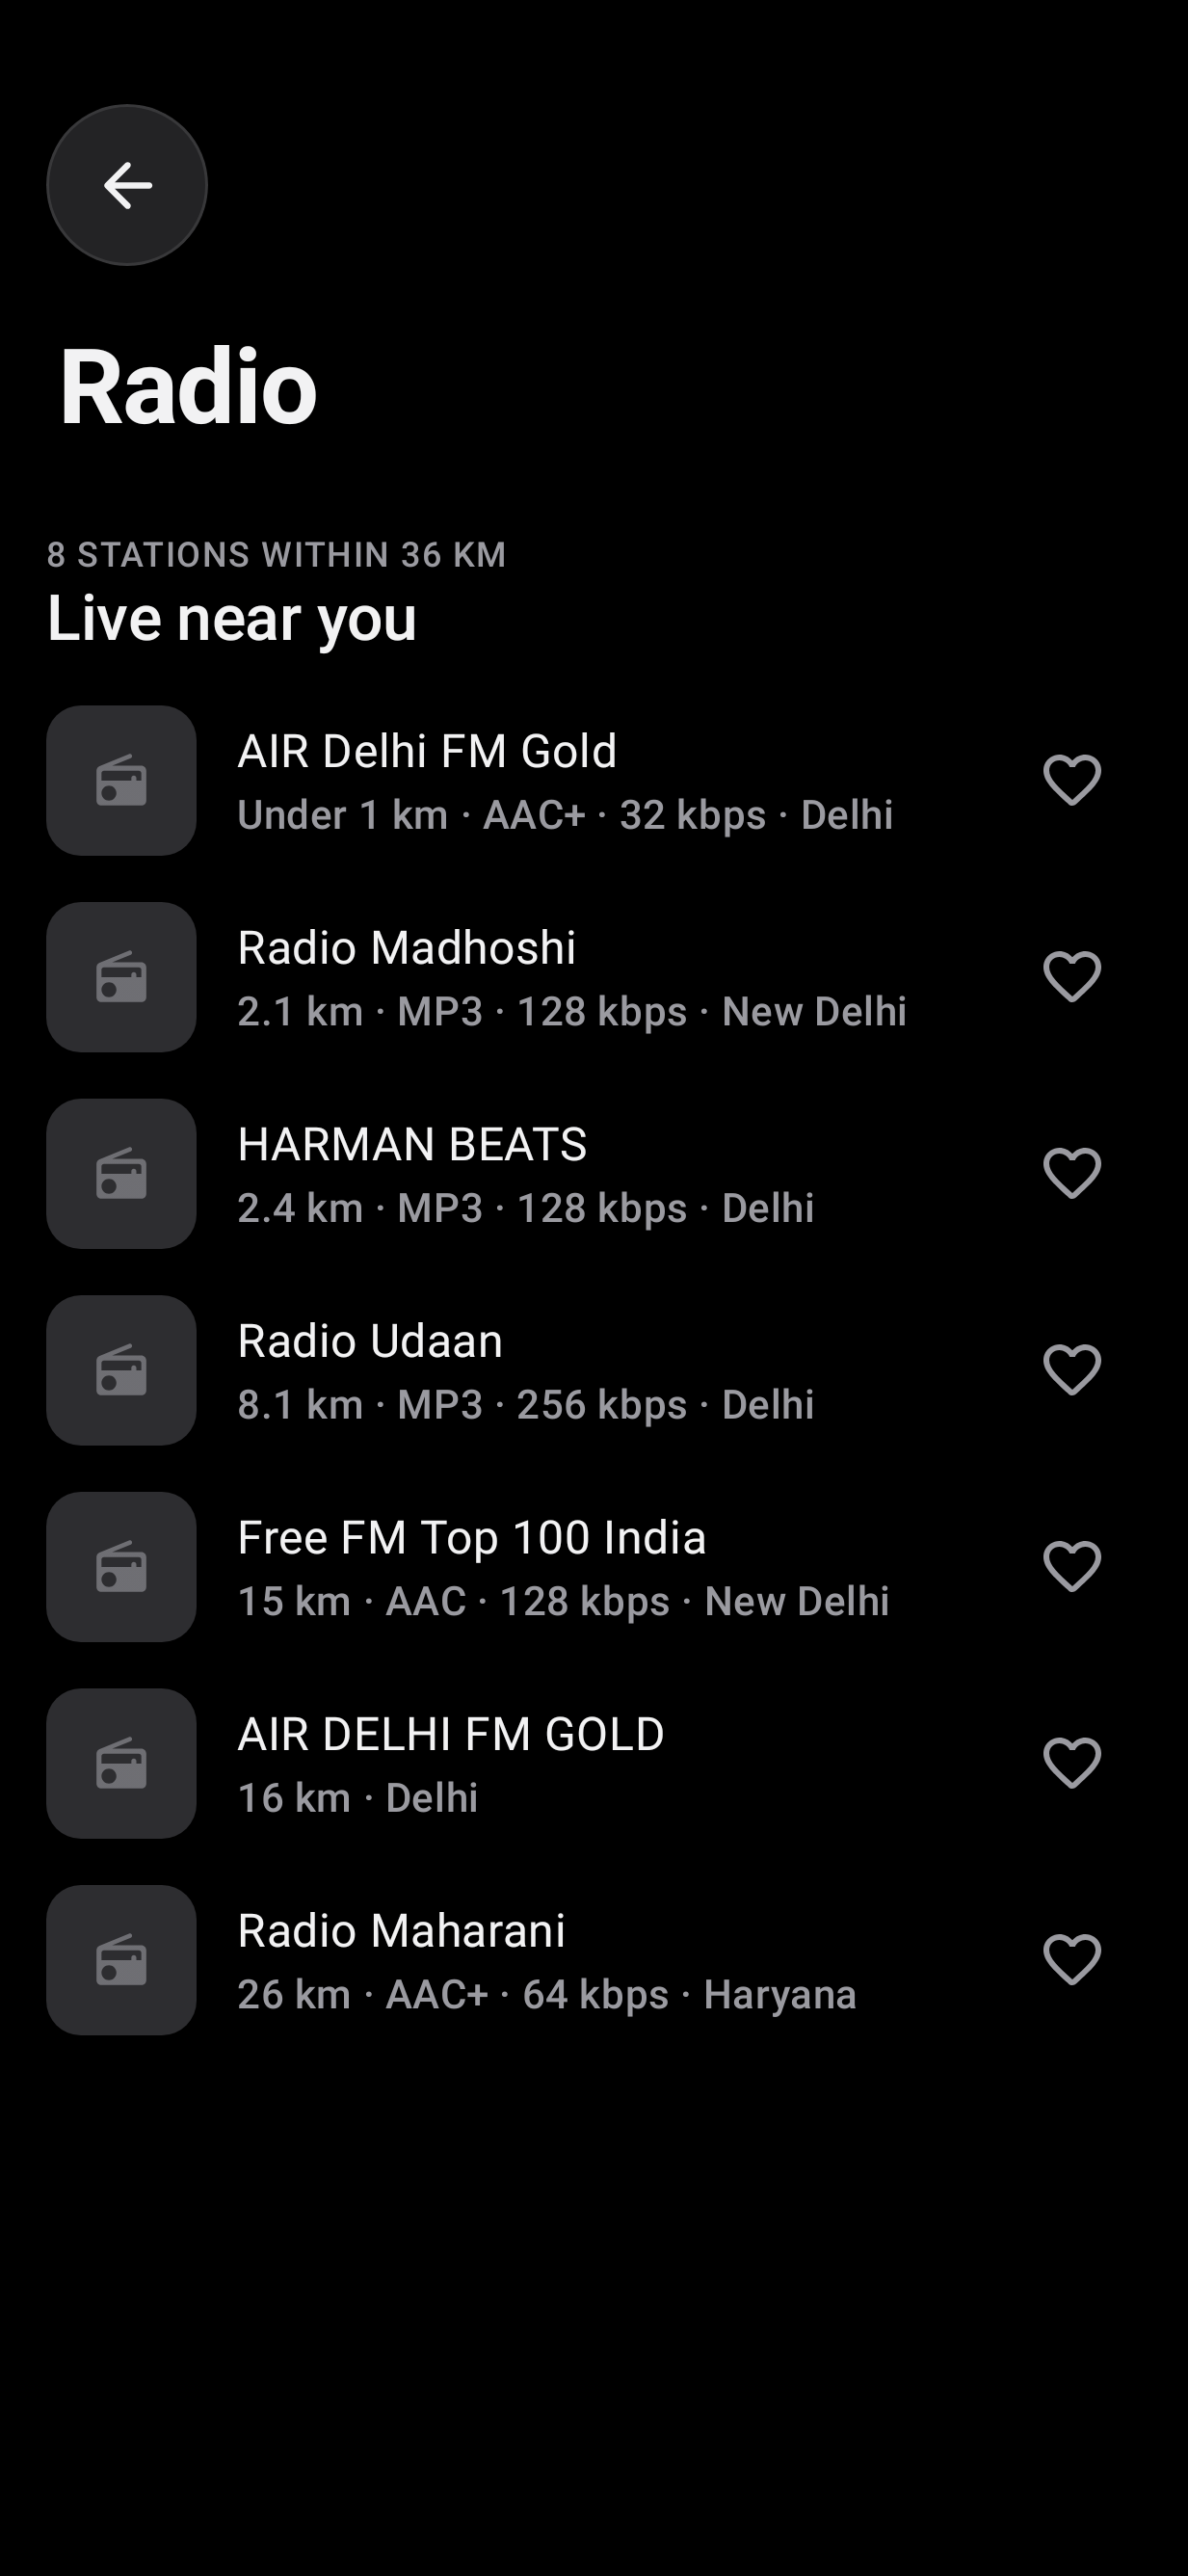 Radio
8 STATIONS WITHIN 36 KM
Live near you
AIR Delhi FM Gold
Under 1 km · AAC+ · 32 kbps · Delhi
Radio Madhoshi
2.1 km · MP3 · 128 kbps · New Delhi
HARMAN BEATS
2.4 km · MP3 · 128 kbps · Delhi
Radio Udaan
8.1 km · MP3 · 256 kbps · Delhi
Free FM Top 100 India
15 km · AAC · 128 kbps · New Delhi
AIR DELHI FM GOLD
16 km · Delhi
Radio Maharani
26 km · AAC+ · 64 kbps · Haryana